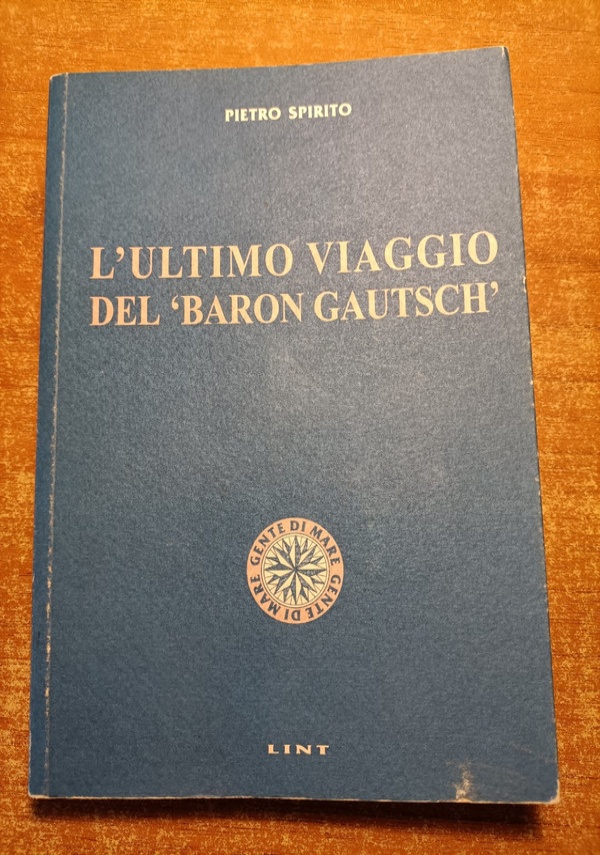 PIETRO SPIRITO
L'ULTIMO VIAGGIO
DEL ‘BARON GAUTSCH’
GENTE DI MARE GENTE DI MARE
LINT